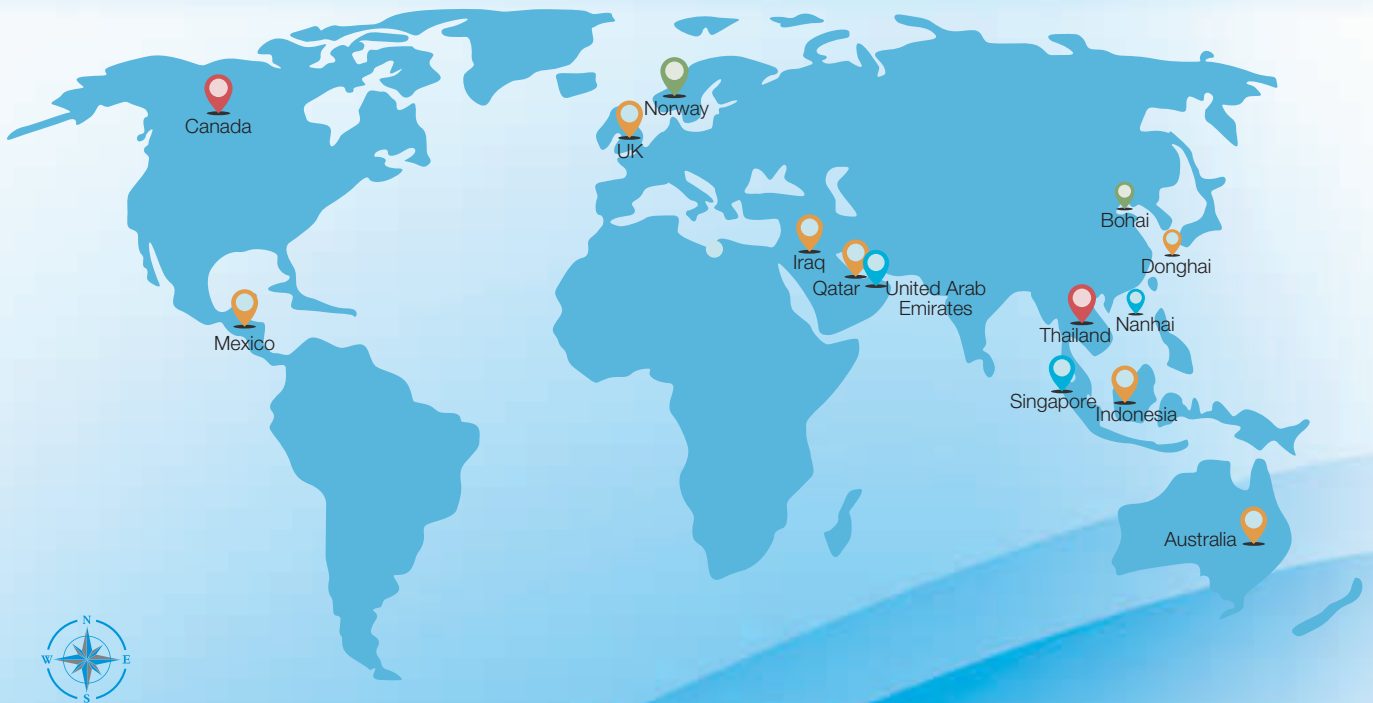 Canada
Norway
UK
Bohai
Iraq
Donghai
Qatar
United Arab
Emirates
Thailand
Nanhai
Mexico
Singapore
Indonesia
Australia
N
W
E
S